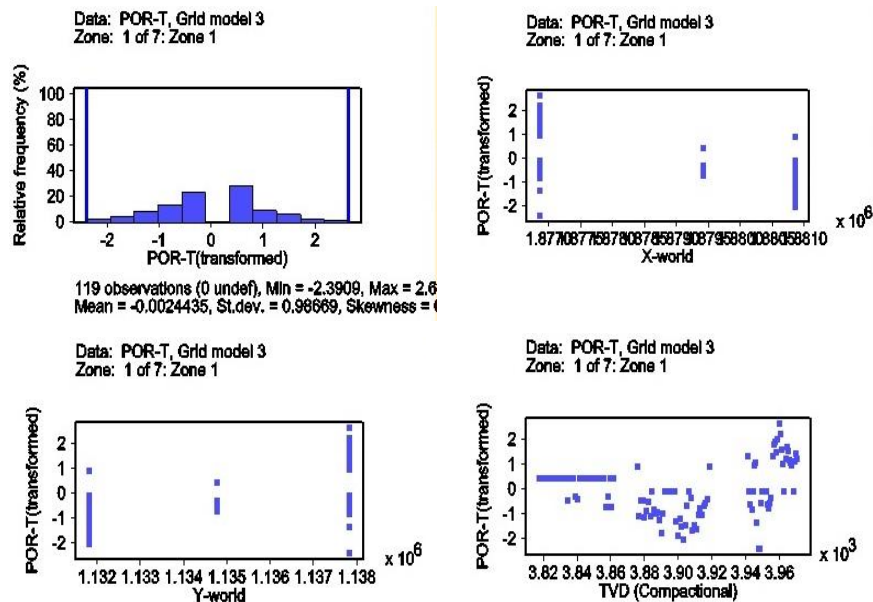 Data: POR-T, Grid model 3
Zone: 1 of 7: Zone 1
Relative frequency (%)
100
80
60
40
20
0
-2 -1 0 1 2
POR-T(transformed)
119 observations (0 undef), Min = -2.3909, Max = 2.6
Mean = -0.0024435, St.dev. = 0.98669, Skewness =
Data: POR-T, Grid model 3
Zone: 1 of 7: Zone 1
POR-T(transformed)
2
1
0
-1
-2
x 10^6
X-world
Data: POR-T, Grid model 3
Zone: 1 of 7: Zone 1
POR-T(transformed)
2
1
0
-1
-2
1.132 1.133 1.134 1.135 1.136 1.137 1.138
x 10^6
Y-world
Data: POR-T, Grid model 3
Zone: 1 of 7: Zone 1
POR-T(transformed)
2
1
0
-1
-2
3.82 3.84 3.86 3.88 3.90 3.92 3.94 3.96
x 10^3
TVD (Compactional)